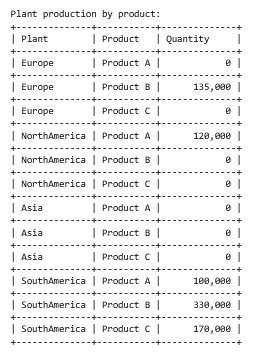 Plant production by product:
+--------------+-----------+--------------+
| Plant        | Product   | Quantity     |
+--------------+-----------+--------------+
| Europe       | Product A |            0 |
+--------------+-----------+--------------+
| Europe       | Product B |      135,000 |
+--------------+-----------+--------------+
| Europe       | Product C |            0 |
+--------------+-----------+--------------+
| NorthAmerica | Product A |      120,000 |
+--------------+-----------+--------------+
| NorthAmerica | Product B |            0 |
+--------------+-----------+--------------+
| NorthAmerica | Product C |            0 |
+--------------+-----------+--------------+
| Asia         | Product A |            0 |
+--------------+-----------+--------------+
| Asia         | Product B |            0 |
+--------------+-----------+--------------+
| Asia         | Product C |            0 |
+--------------+-----------+--------------+
| SouthAmerica | Product A |      100,000 |
+--------------+-----------+--------------+
| SouthAmerica | Product B |      330,000 |
+--------------+-----------+--------------+
| SouthAmerica | Product C |      170,000 |
+--------------+-----------+--------------+